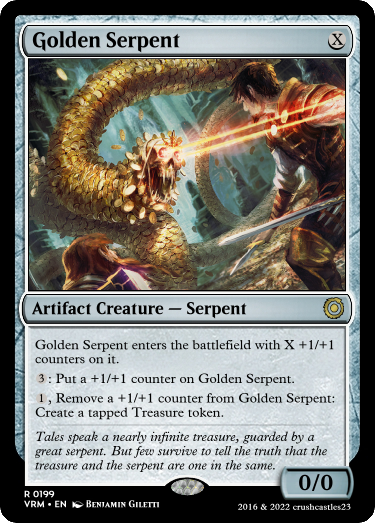 Golden Serpent X
Artifact Creature — Serpent
Golden Serpent enters the battlefield with X +1/+1
counters on it.
3: Put a +1/+1 counter on Golden Serpent.
1, Remove a +1/+1 counter from Golden Serpent:
Create a tapped Treasure token.
Tales speak a nearly infinite treasure, guarded by a
great serpent. But few survive to tell the truth that the
treasure and the serpent are one in the same.
0/0
R 0199
VRM • EN Benjamin Giletti
2016 & 2022 crushcastles23